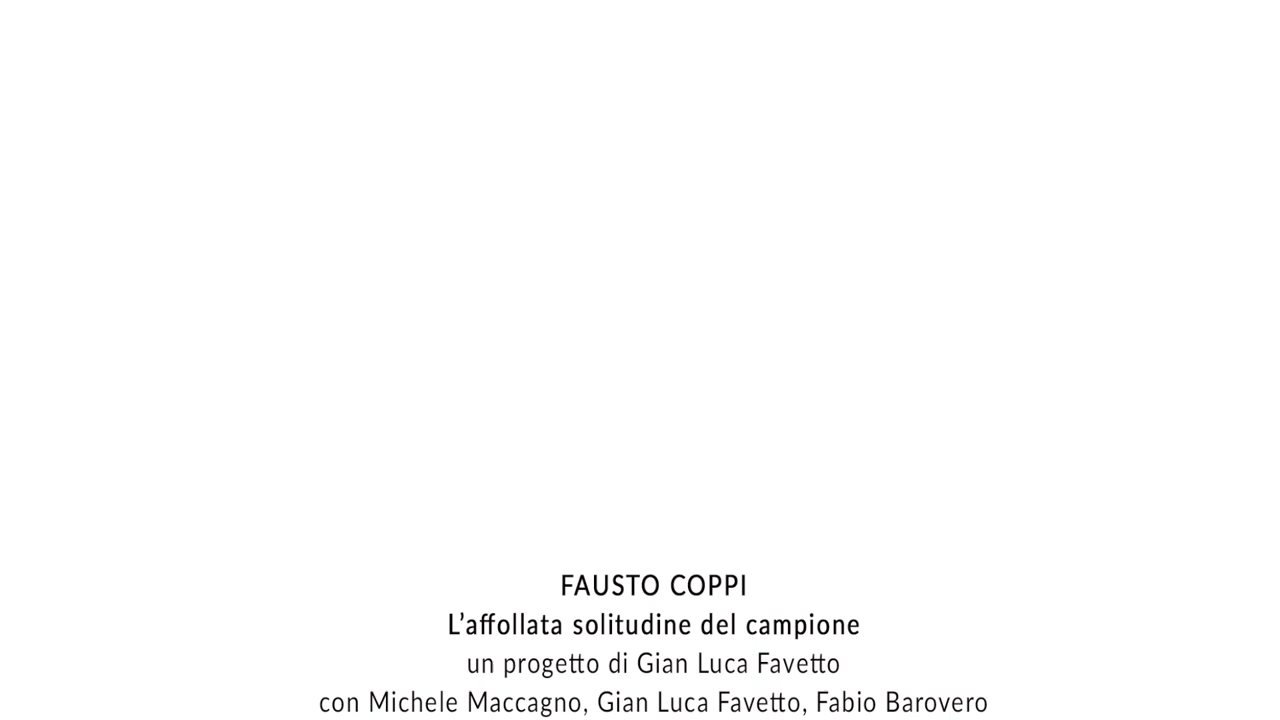 FAUSTO COPPI
L’affollata solitudine del campione
un progetto di Gian Luca Favetto
con Michele Maccagno, Gian Luca Favetto, Fabio Barovero